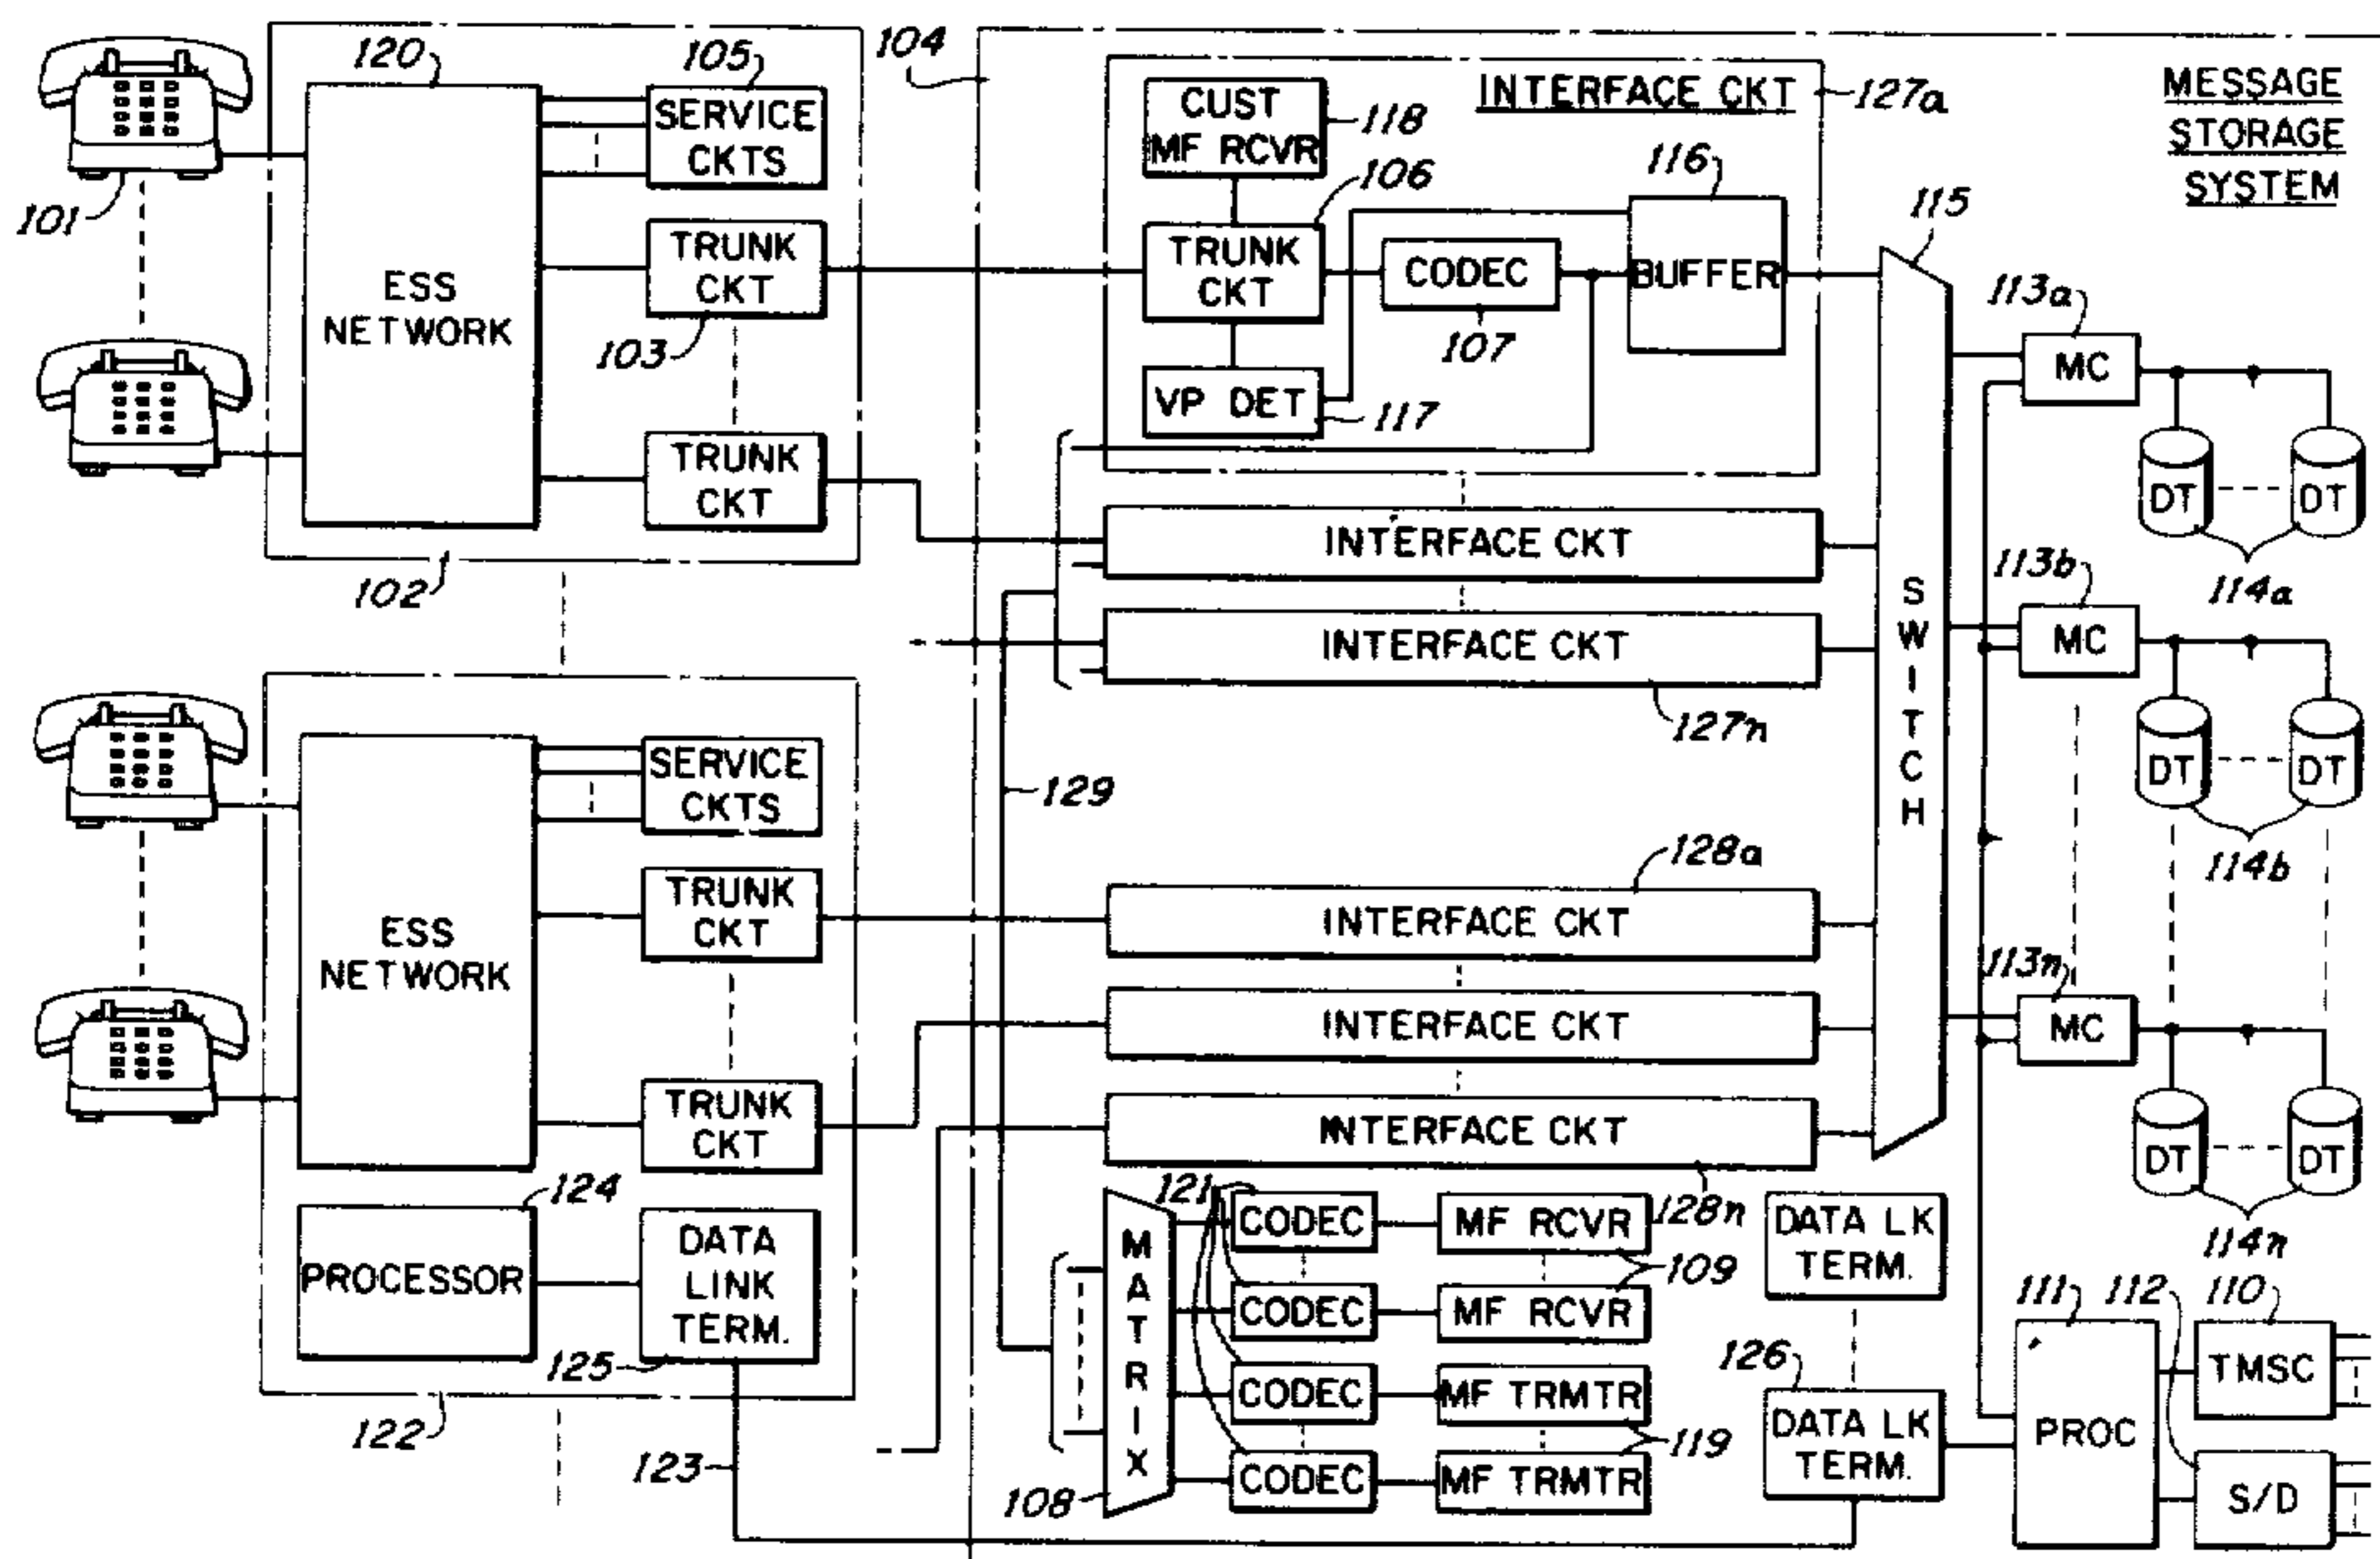 120
105
104
INTERFACE CKT
127a
MESSAGE
STORAGE
SYSTEM
101
ESS
NETWORK
SERVICE
CKTS
TRUNK
CKT
103
TRUNK
CKT
102
CUST
MF RCVR
118
106
TRUNK
CKT
CODEC
107
116
BUFFER
VP DET
117
115
SWITCH
113a
MC
DT
DT
114a
INTERFACE CKT
INTERFACE CKT
127n
113b
MC
DT
DT
114b
129
ESS
NETWORK
SERVICE
CKTS
TRUNK
CKT
TRUNK
CKT
128a
INTERFACE CKT
INTERFACE CKT
INTERFACE CKT
128n
113n
MC
DT
DT
114n
124
PROCESSOR
DATA
LINK
TERM.
125
122
123
MATRIX
108
121
CODEC
MF RCVR
109
CODEC
MF RCVR
CODEC
MF TRMTR
119
CODEC
MF TRMTR
DATA LK
TERM.
126
DATA LK
TERM.
111
112
110
PROC
TMSC
S/D